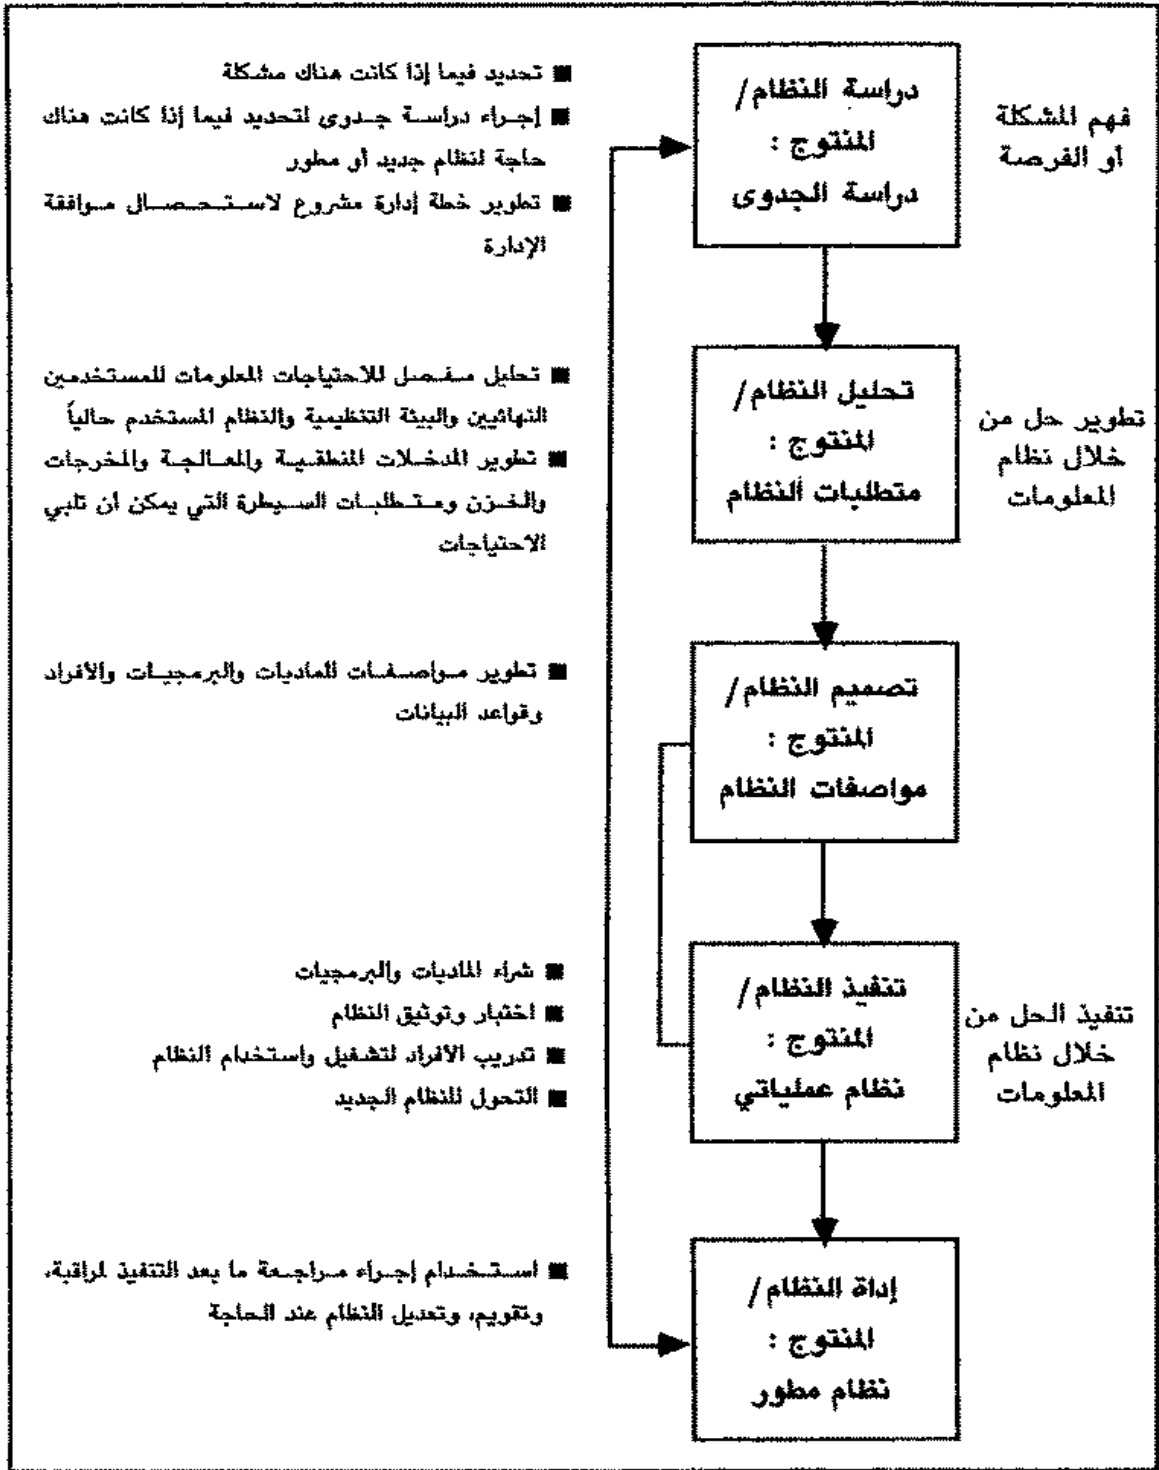 فهم المشكلة
أو الفرصة
دراسة النظام/
المنتوج :
دراسة الجدوى
■ تحديد فيما إذا كانت هناك مشكلة
■ إجراء دراسة جدوى لتحديد فيما إذا كانت هناك
حاجة لنظام جديد أو مطور
■ تطوير خطة إدارة مشروع لاستحصال موافقة
الإدارة
تطوير حل من
خلال نظام
المعلومات
تحليل النظام/
المنتوج :
متطلبات النظام
■ تحليل مفصل للاحتياجات المعلومات للمستخدمين
النهائيين والبيئة التنظيمية والنظام المستخدم حالياً
■ تطوير المدخلات المنطقية والمعالجة والمخرجات
والخزن ومتطلبات السيطرة التي يمكن أن تلبي
الاحتياجات
تصميم النظام/
المنتوج :
مواصفات النظام
■ تطوير مواصفات للماديات والبرمجيات والأفراد
وقواعد البيانات
تنفيذ الحل من
خلال نظام
المعلومات
تنفيذ النظام/
المنتوج :
نظام عملياتي
■ شراء الماديات والبرمجيات
■ اختبار وتوثيق النظام
■ تدريب الأفراد لتشغيل وإستخدام النظام
■ التحول للنظام الجديد
إداة النظام/
المنتوج :
نظام مطور
■ استخدام إجراء مراجعة ما بعد التنفيذ لمراقبة،
وتقويم، وتعديل النظام عند الحاجة